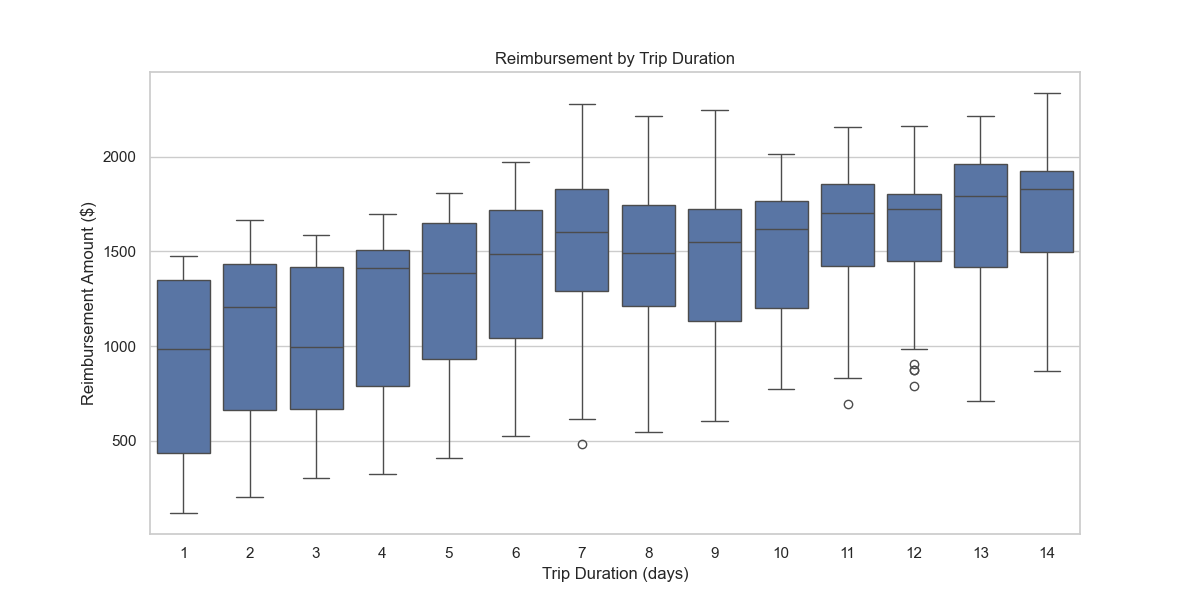 Reimbursement by Trip Duration
Reimbursement Amount ($)
2000
1500
1000
500
1 2 3 4 5 6 7 8 9 10 11 12 13 14
Trip Duration (days)